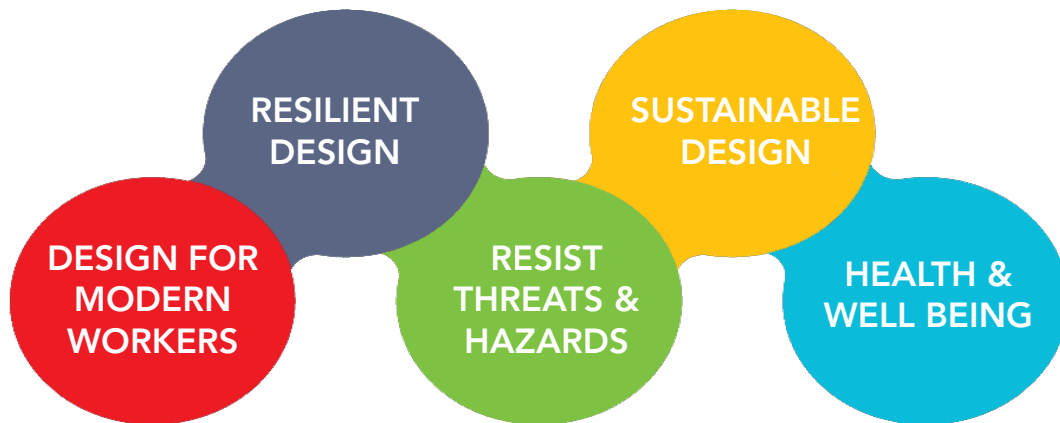 DESIGN FOR
MODERN
WORKERS
RESILIENT
DESIGN
RESIST
THREATS &
HAZARDS
SUSTAINABLE
DESIGN
HEALTH &
WELL BEING